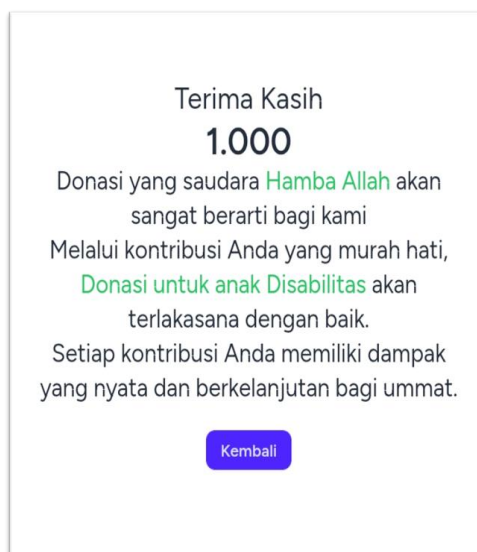 Terima Kasih
1.000
Donasi yang saudara Hamba Allah akan
sangat berarti bagi kami
Melalui kontribusi Anda yang murah hati,
Donasi untuk anak Disabilitas akan
terlakasana dengan baik.
Setiap kontribusi Anda memiliki dampak
yang nyata dan berkelanjutan bagi ummat.
Kembali